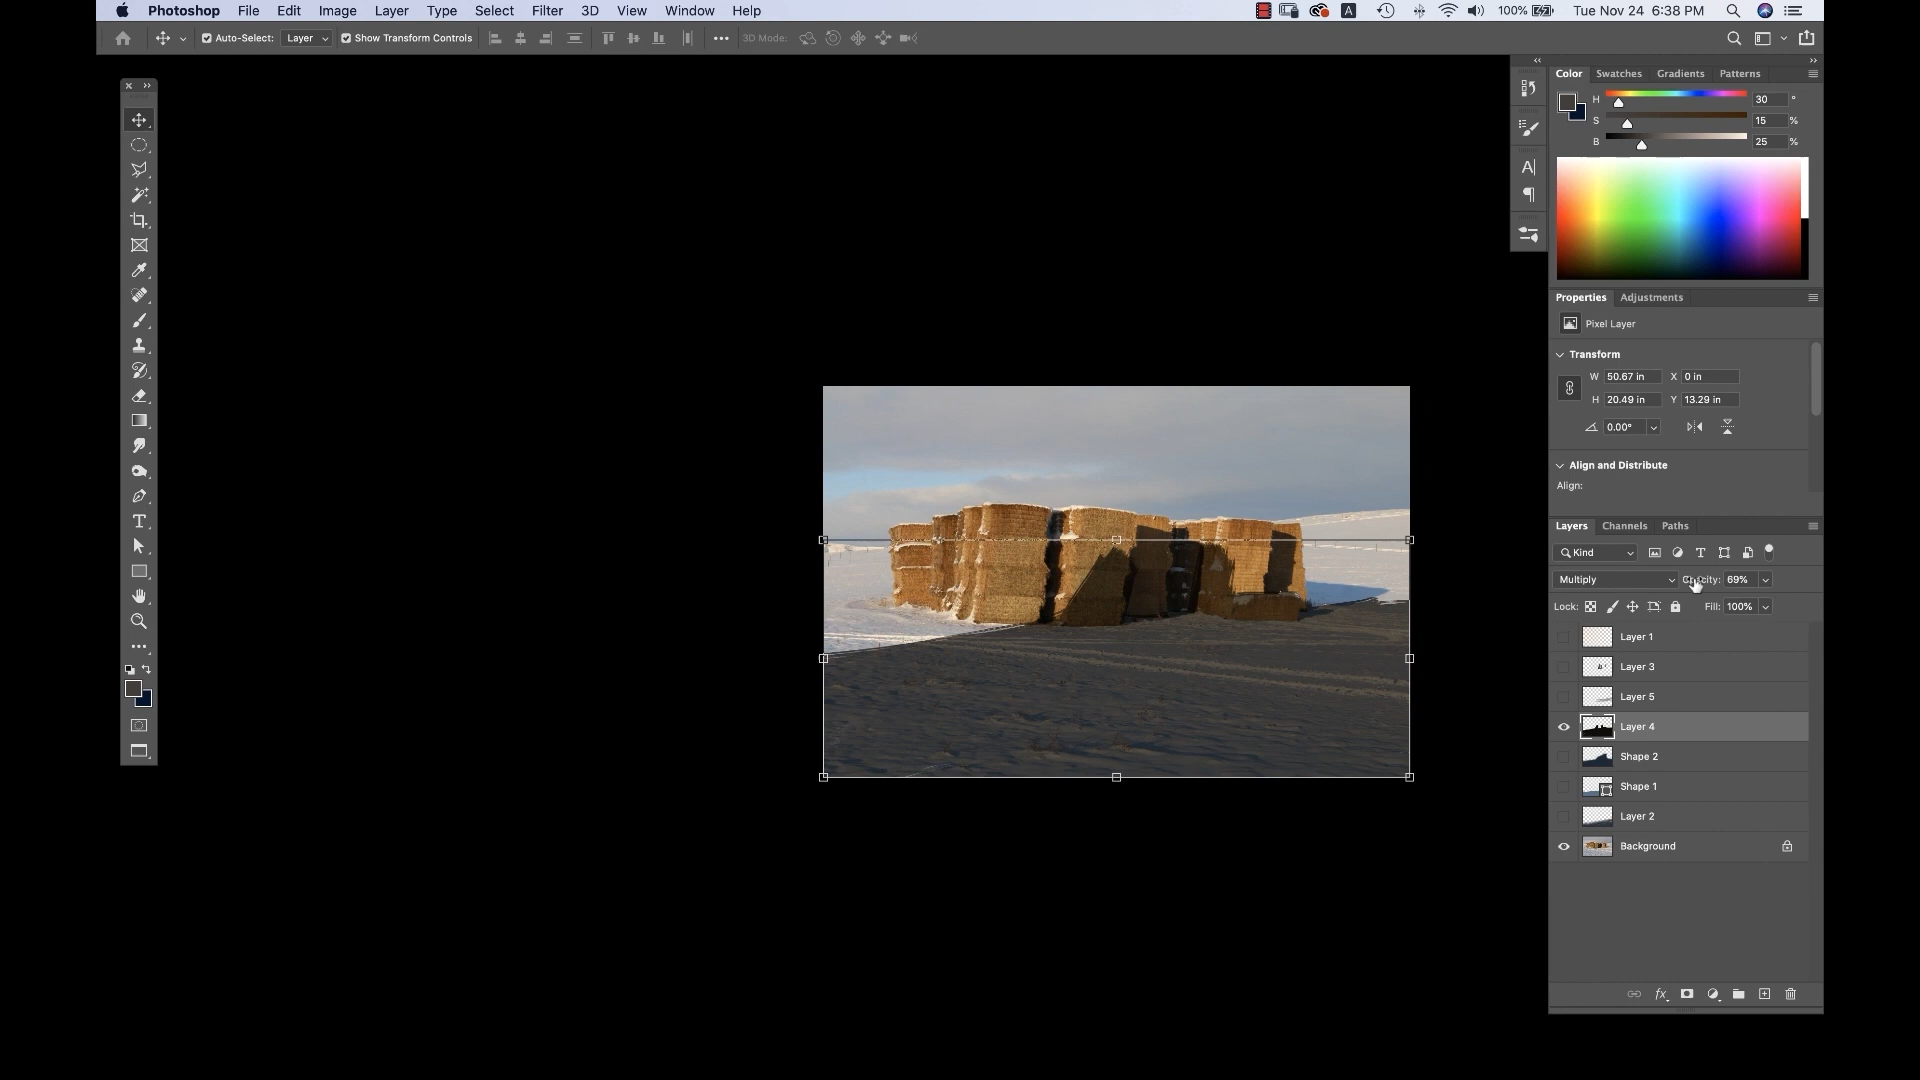 Photoshop File Edit Image Layer Type Select Filter 3D View Window Help A 100% Tue Nov 24 6:38 PM
Auto-Select: Layer Show Transform Controls 3D Mode:
Color Swatches Gradients Patterns
H 30 °
S 15 %
B 25 %
A|
¶
Properties Adjustments
Pixel Layer
Transform
W 50.67 in X 0 in
H 20.49 in Y 13.29 in
0.00°
Align and Distribute
Align:
Layers Channels Paths
Kind T
Multiply Opacity: 69%
Lock: Fill: 100%
Layer 1
Layer 3
Layer 5
Layer 4
Shape 2
Shape 1
Layer 2
Background
T
fx